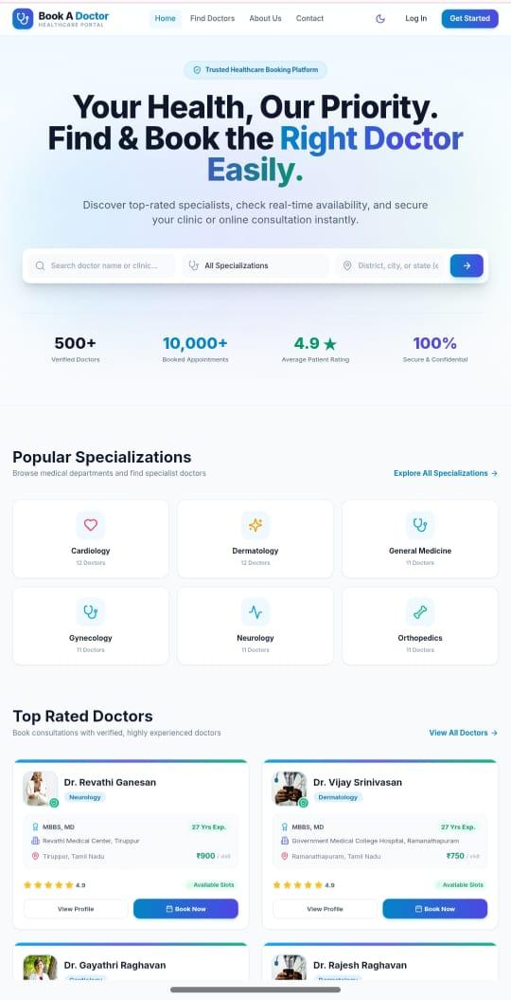 Book A Doctor
HEALTHCARE PORTAL
Home Find Doctors About Us Contact Log In Get Started
Trusted Healthcare Booking Platform
Your Health, Our Priority.
Find & Book the Right Doctor
Easily.
Discover top-rated specialists, check real-time availability, and secure
your clinic or online consultation instantly.
Search doctor name or clinic... All Specializations District, city, or state (e
500+ 10,000+ 4.9 ★ 100%
Verified Doctors Booked Appointments Average Patient Rating Secure & Confidential
Popular Specializations
Browse medical departments and find specialist doctors Explore All Specializations →
Cardiology Dermatology General Medicine
12 Doctors 12 Doctors 11 Doctors
Gynecology Neurology Orthopedics
11 Doctors 11 Doctors 11 Doctors
Top Rated Doctors
Book consultations with verified, highly experienced doctors View All Doctors →
Dr. Revathi Ganesan
Neurology
MBBS, MD 27 Yrs Exp.
Revathi Medical Center, Tiruppur
Tiruppur, Tamil Nadu ₹900 / visit
4.9 Available Slots
View Profile Book Now
Dr. Vijay Srinivasan
Dermatology
MBBS, MD 27 Yrs Exp.
Government Medical College Hospital, Ramanathapuram
Ramanathapuram, Tamil Nadu ₹750 / visit
4.9 Available Slots
View Profile Book Now
Dr. Gayathri Raghavan
Cardiology
Dr. Rajesh Raghavan
Dermatology